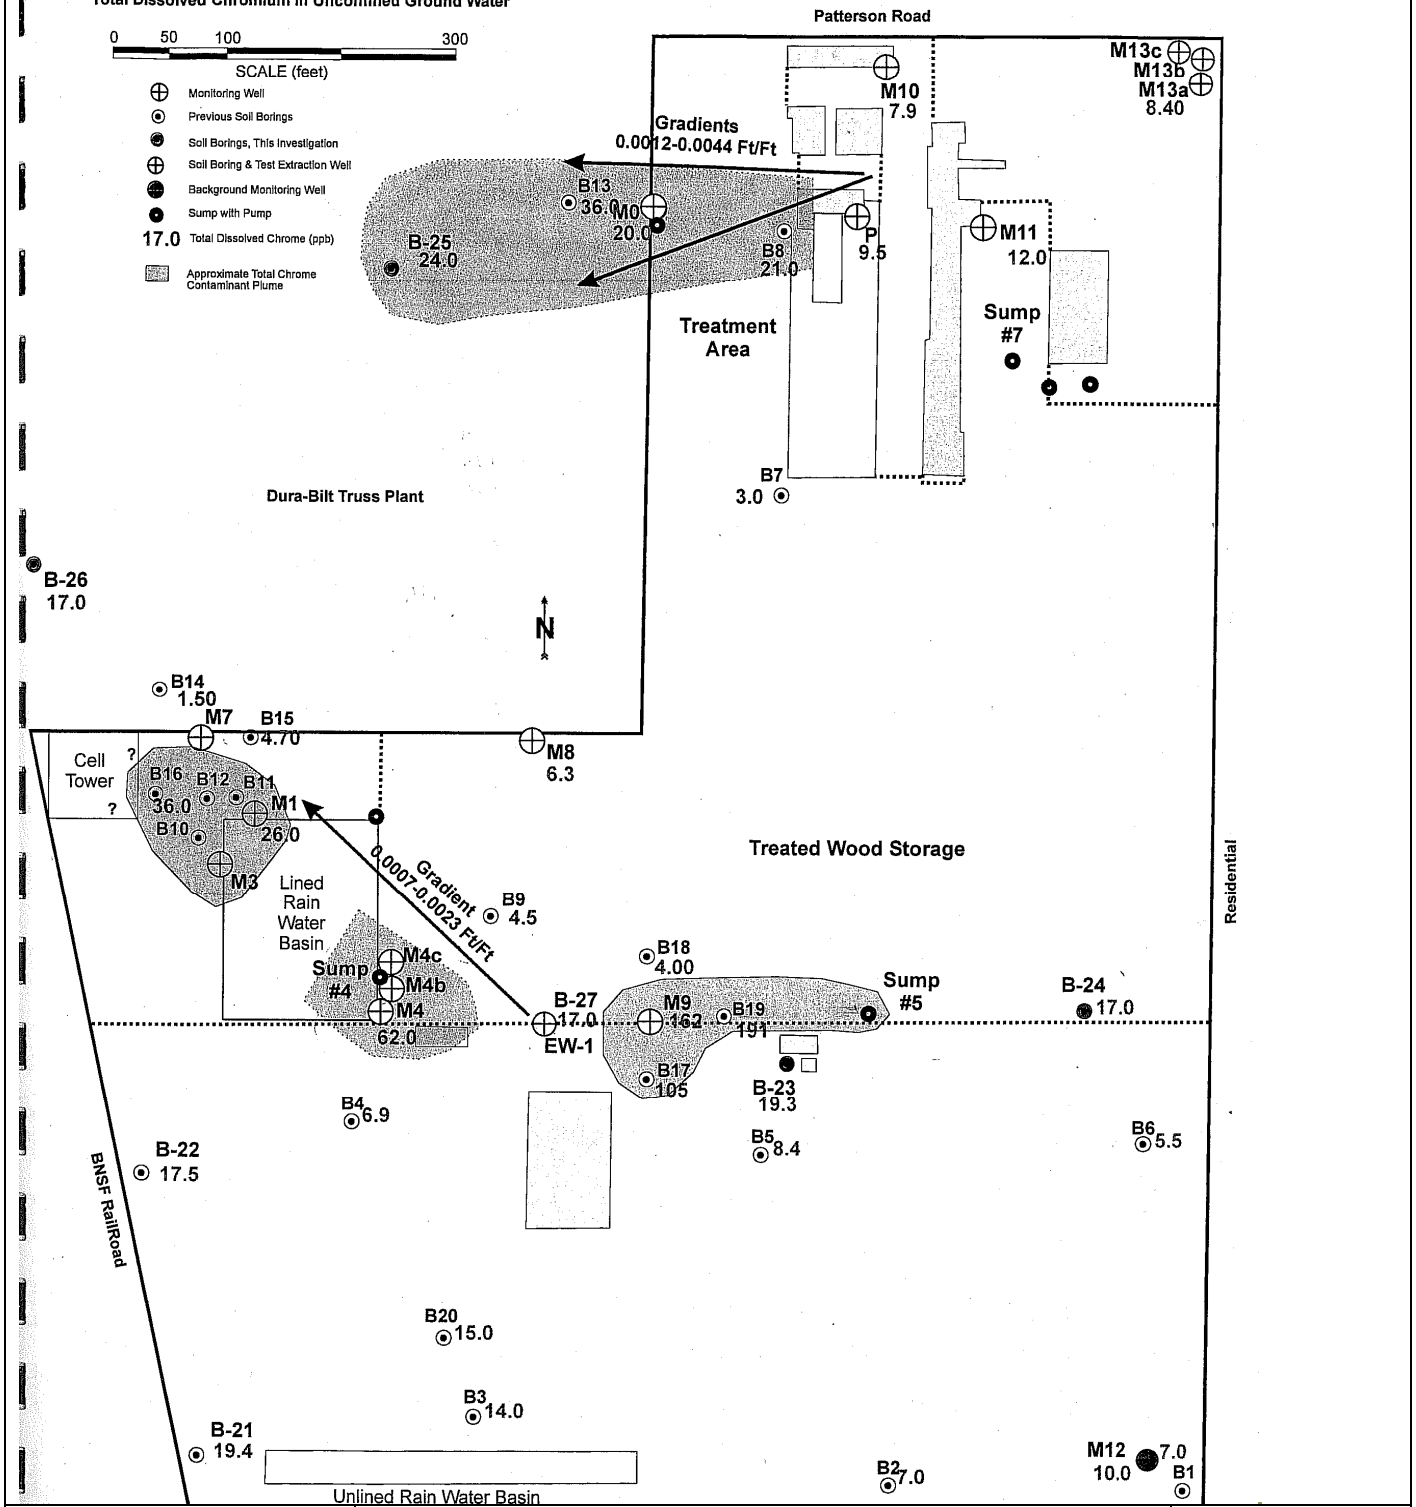 Total Dissolved Chromium in Unconfined Ground Water
0 50 100 300
SCALE (feet)
Monitoring Well
Previous Soil Borings
Soil Borings, This Investigation
Soil Boring & Test Extraction Well
Background Monitoring Well
Sump with Pump
17.0 Total Dissolved Chrome (ppb)
Approximate Total Chrome
Contaminant Plume
Patterson Road
M13c
M13b
M13a
8.40
M10
7.9
Gradients
0.0012-0.0044 Ft/Ft
B13
36.0
M0
20.0
B-25
24.0
B8
21.0
P
9.5
M11
12.0
Treatment
Area
Sump
#7
B7
3.0
Dura-Bilt Truss Plant
B-26
17.0
N
B14
1.50
M7
B15
4.70
M8
6.3
Cell
Tower
?
?
B16
36.0
B12
B11
M1
26.0
B10
M3
Lined
Rain
Water
Basin
Gradient
0.0007-0.0023 Ft/Ft
Treated Wood Storage
Residential
B9
4.5
B18
4.00
M4c
Sump
#4
M4b
M4
62.0
B-27
17.0
EW-1
M9
162
B19
191
Sump
#5
B-24
17.0
B17
105
B-23
19.3
B4
6.9
B5
8.4
B6
5.5
B-22
17.5
BNSF RailRoad
B20
15.0
B3
14.0
B-21
19.4
Unlined Rain Water Basin
B2
7.0
M12
10.0
7.0
B1